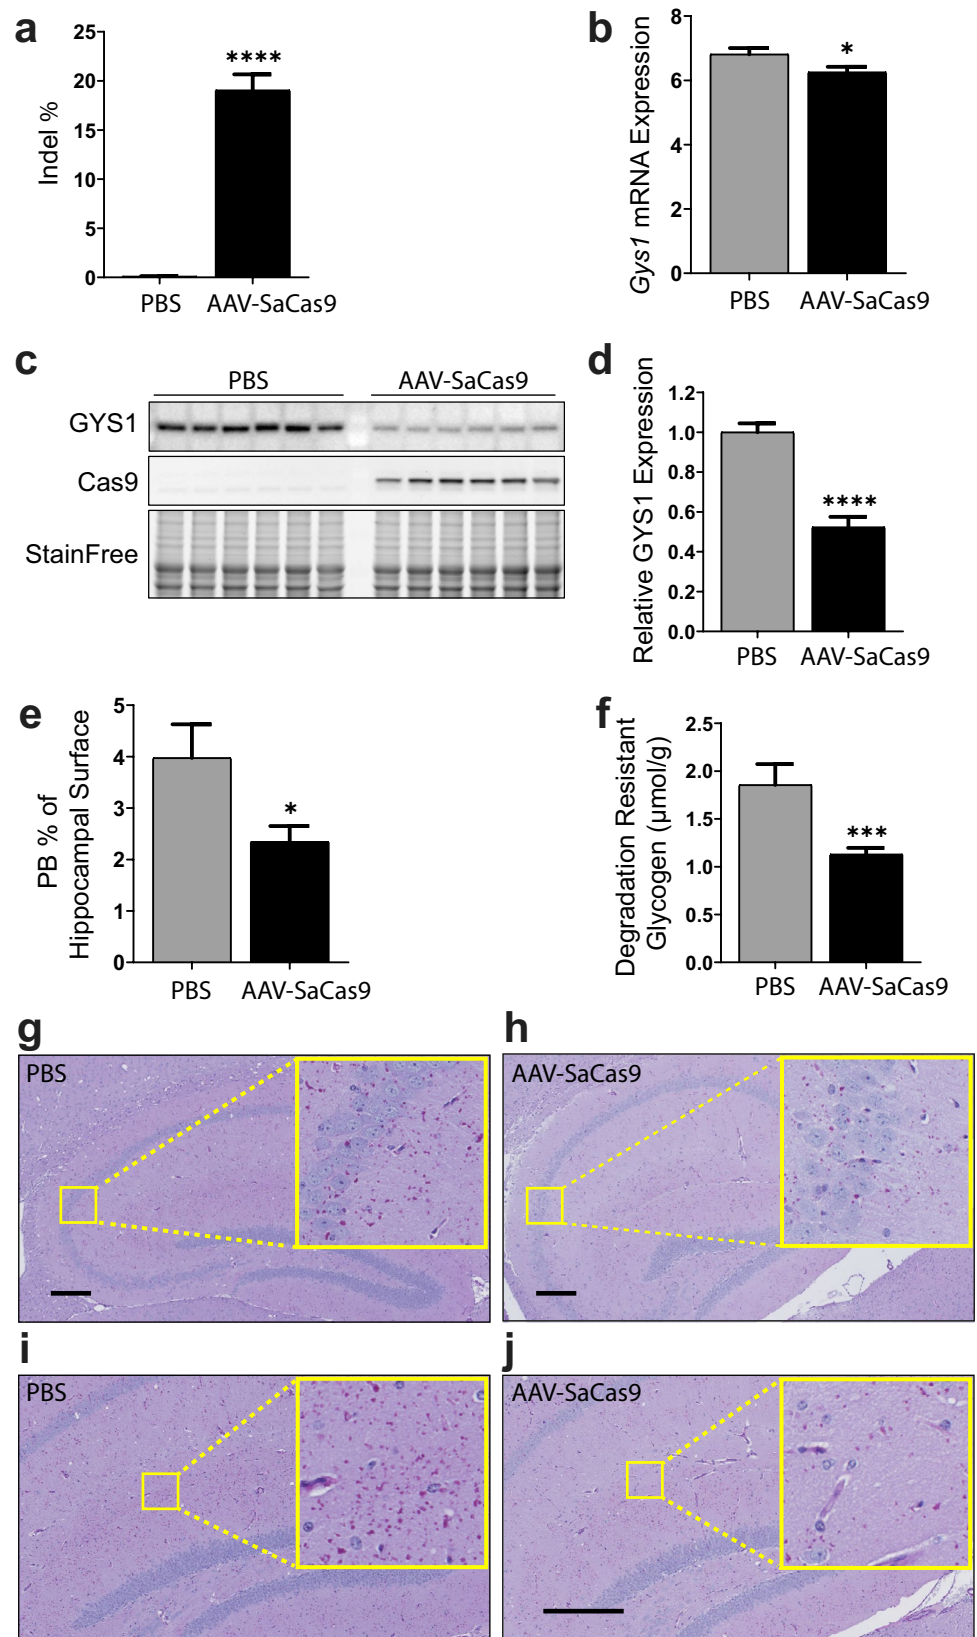 a
25
20
15
10
5
0
Indel %
****
PBS
AAV-SaCas9
b
8
6
4
2
0
Gys1 mRNA Expression
*
PBS
AAV-SaCas9
c
PBS
AAV-SaCas9
GYS1
Cas9
StainFree
d
1.2
1.0
0.8
0.6
0.4
0.2
0.0
Relative GYS1 Expression
****
PBS
AAV-SaCas9
e
5
4
3
2
1
0
PB % of
Hippocampal Surface
*
PBS
AAV-SaCas9
f
2.5
2.0
1.5
1.0
0.5
0.0
Degradation Resistant
Glycogen (µmol/g)
***
PBS
AAV-SaCas9
g
PBS
h
AAV-SaCas9
i
PBS
j
AAV-SaCas9